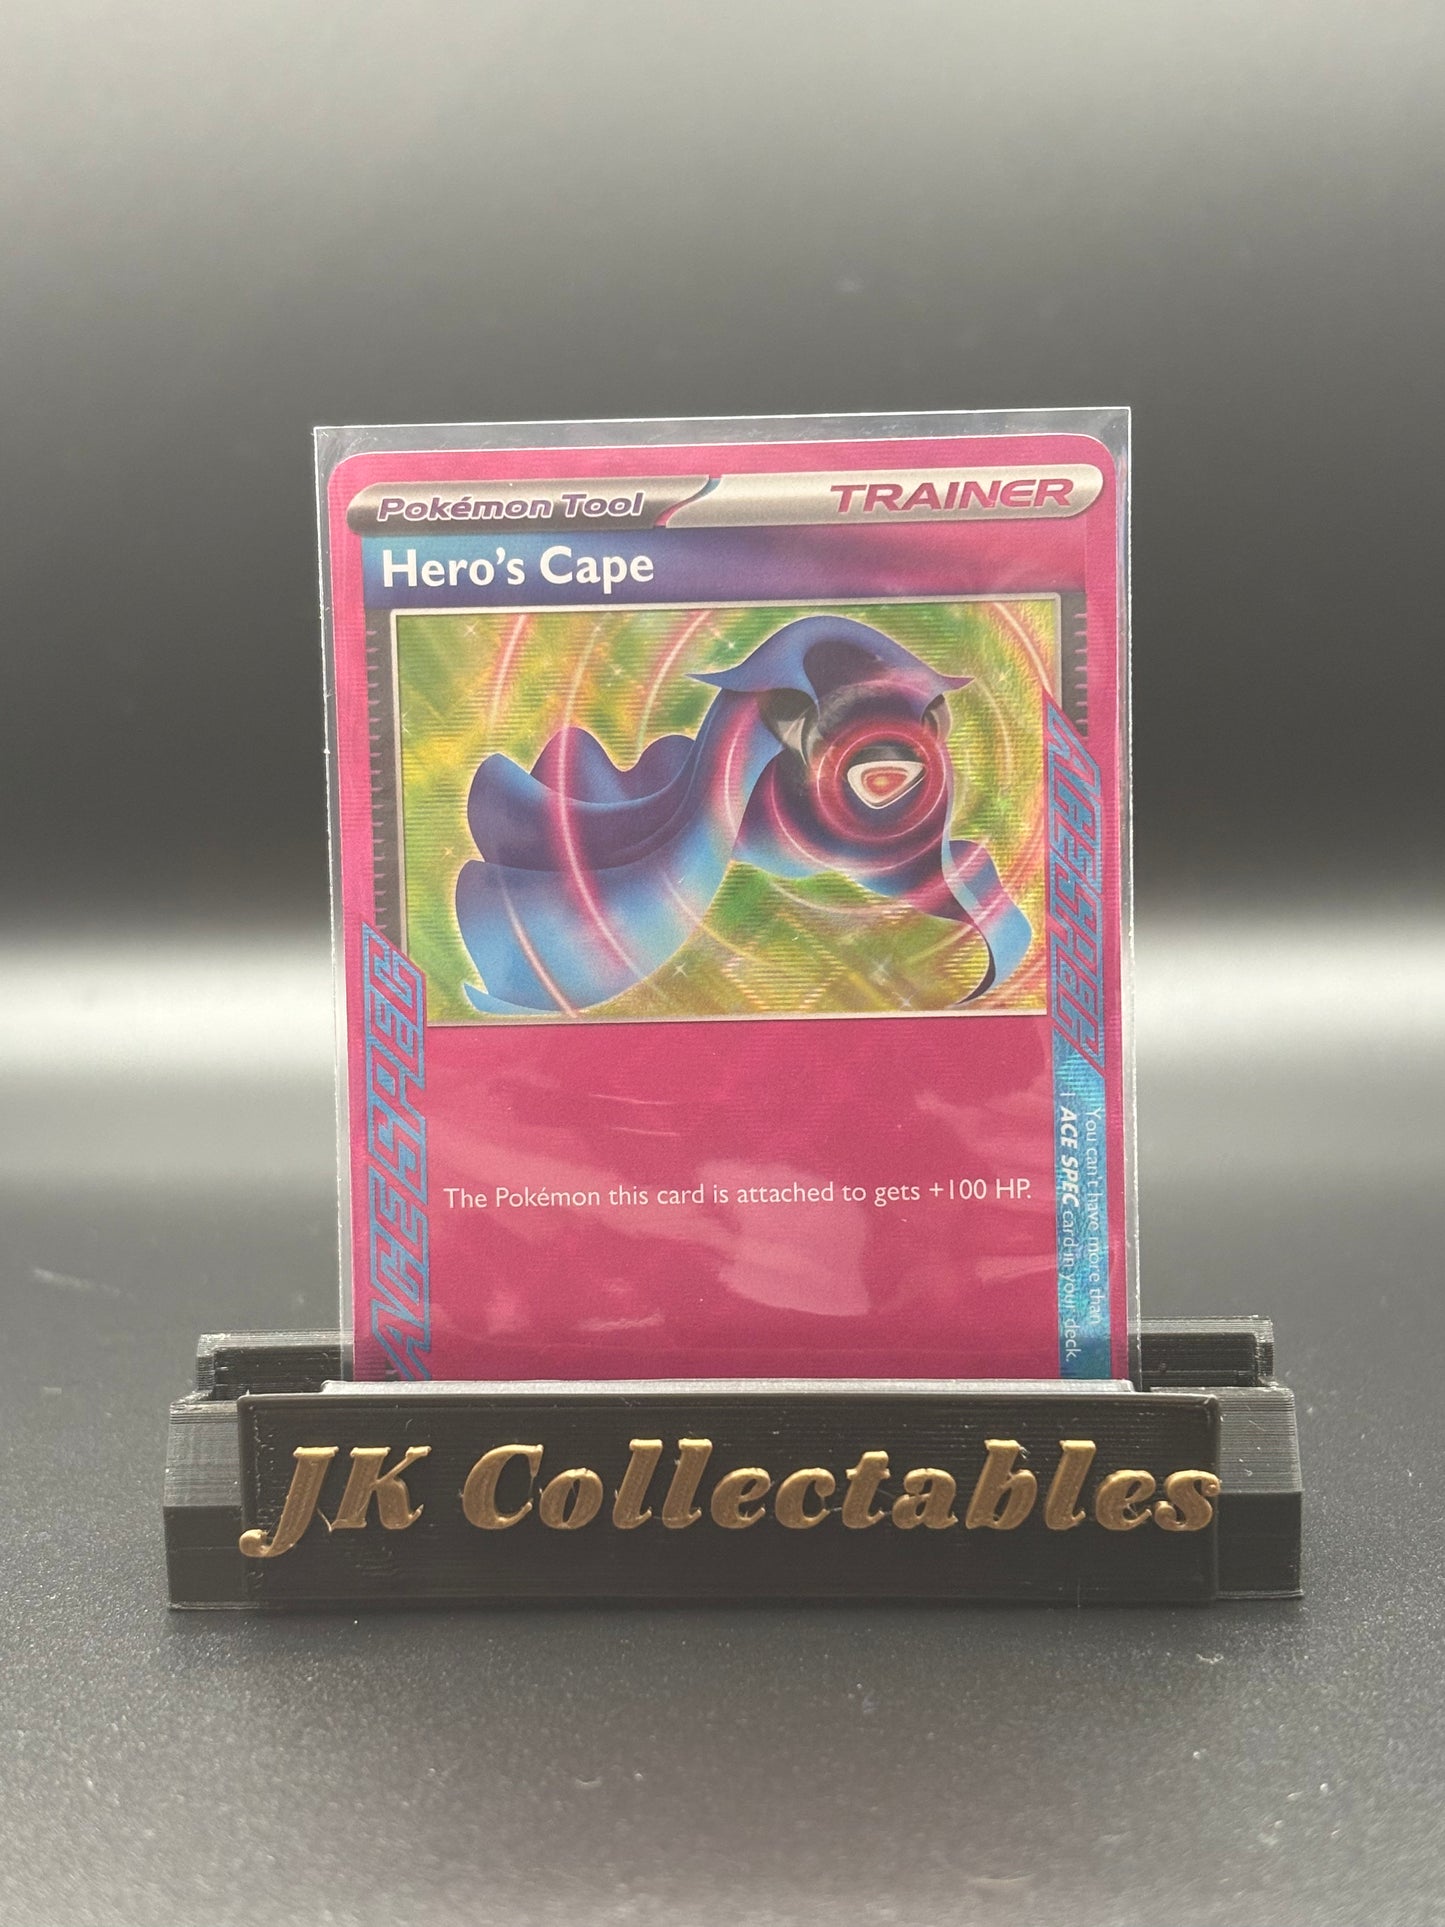 Pokémon Tool
TRAINER
Hero's Cape
ACE SPEC
ACE SPEC
The Pokémon this card is attached to gets +100 HP.
You can't have more than
1 ACE SPEC card in your deck.
JK Collectables